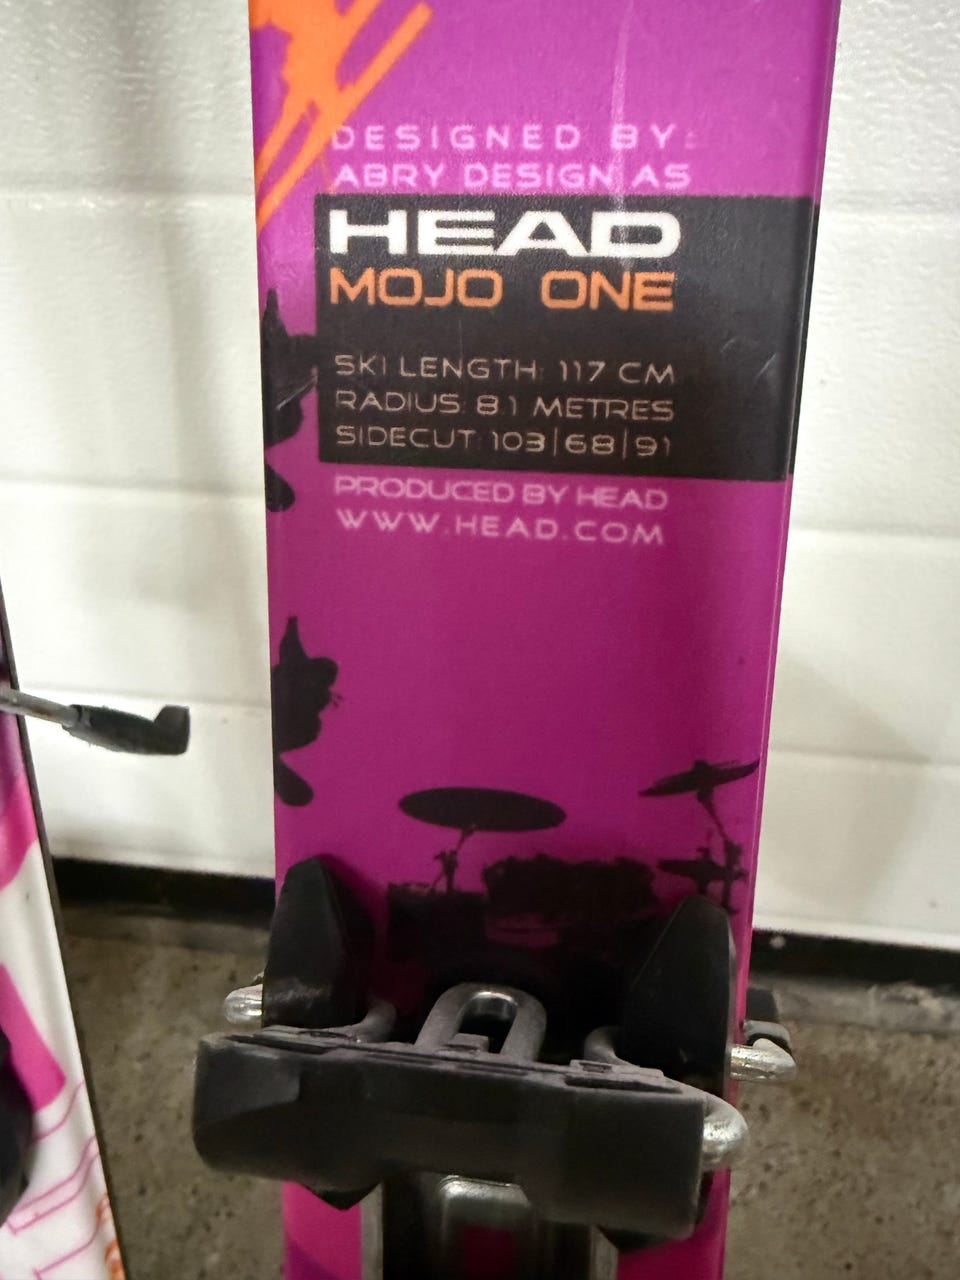 DESIGNED BY:
ABRY DESIGN AS
HEAD
MOJO ONE
SKI LENGTH: 117 CM
RADIUS: 8.1 METRES
SIDECUT: 103|68|91
PRODUCED BY HEAD
WWW.HEAD.COM